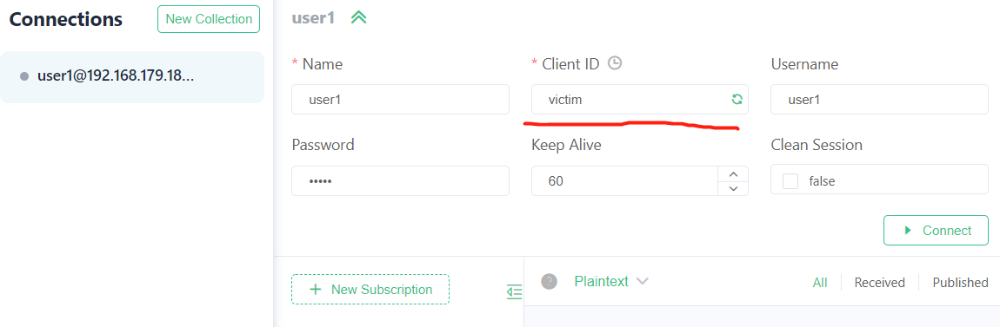 Connections
New Collection
user1@192.168.179.18...
user1
* Name
* Client ID
Username
user1
victim
user1
Password
Keep Alive
Clean Session
•••••
60
false
Connect
New Subscription
Plaintext
All
Received
Published